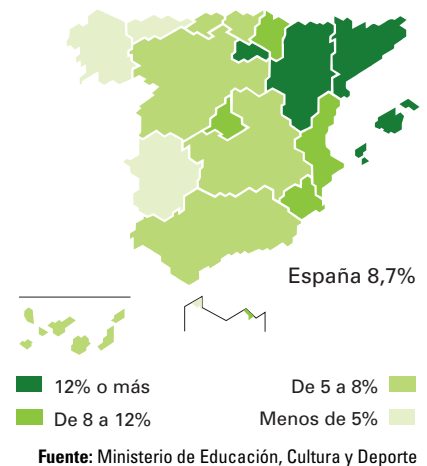 España 8,7%
12% o más
De 5 a 8%
De 8 a 12%
Menos de 5%
Fuente: Ministerio de Educación, Cultura y Deporte